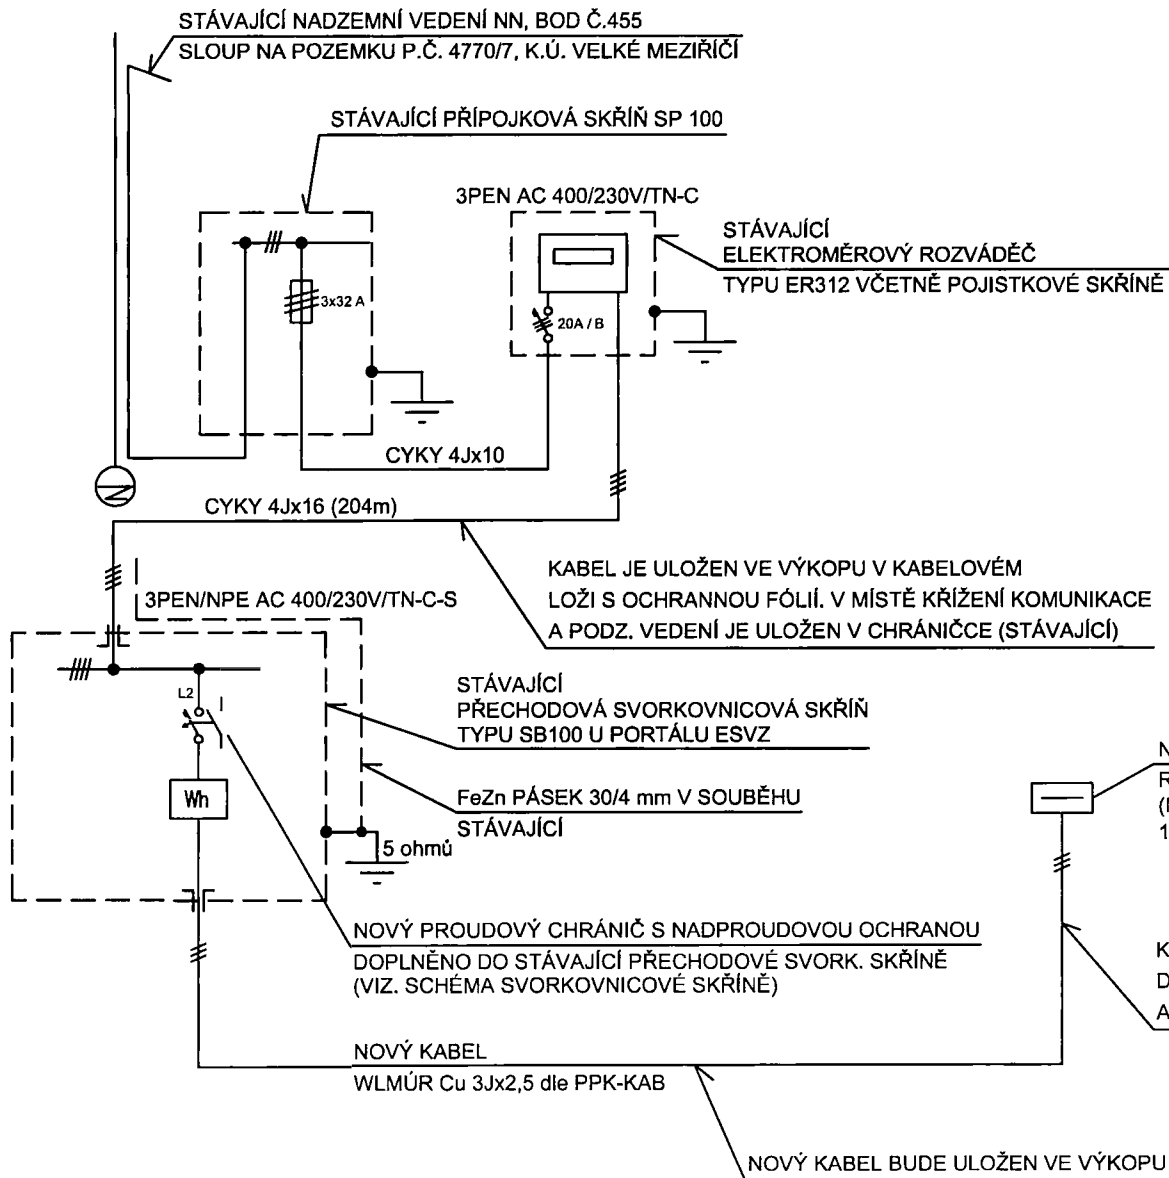 STÁVAJÍCÍ NADZEMNÍ VEDENÍ NN, BOD Č.455
SLOUP NA POZEMKU P.Č. 4770/7, K.Ú. VELKÉ MEZIŘÍČÍ
STÁVAJÍCÍ PŘÍPOJKOVÁ SKŘÍŇ SP 100
3PEN AC 400/230V/TN-C
STÁVAJÍCÍ
ELEKTROMĚROVÝ ROZVÁDĚČ
TYPU ER312 VČETNĚ POJISTKOVÉ SKŘÍNĚ
3x32 A
20A / B
CYKY 4Jx10
CYKY 4Jx16 (204m)
KABEL JE ULOŽEN VE VÝKOPU V KABELOVÉM
LOŽI S OCHRANNOU FÓLIÍ. V MÍSTĚ KŘÍŽENÍ KOMUNIKACE
A PODZ. VEDENÍ JE ULOŽEN V CHRÁNIČCE (STÁVAJÍCÍ)
3PEN/NPE AC 400/230V/TN-C-S
L2
STÁVAJÍCÍ
PŘECHODOVÁ SVORKOVNICOVÁ SKŘÍŇ
TYPU SB100 U PORTÁLU ESVZ
Wh
FeZn PÁSEK 30/4 mm V SOUBĚHU
STÁVAJÍCÍ
5 ohmů
N
R
(
1
NOVÝ PROUDOVÝ CHRÁNIČ S NADPROUDOVOU OCHRANOU
DOPLNĚNO DO STÁVAJÍCÍ PŘECHODOVÉ SVORK. SKŘÍNĚ
(VIZ. SCHÉMA SVORKOVNICOVÉ SKŘÍNĚ)
K
D
A
NOVÝ KABEL
WLMÚR Cu 3Jx2,5 dle PPK-KAB
NOVÝ KABEL BUDE ULOŽEN VE VÝKOPU